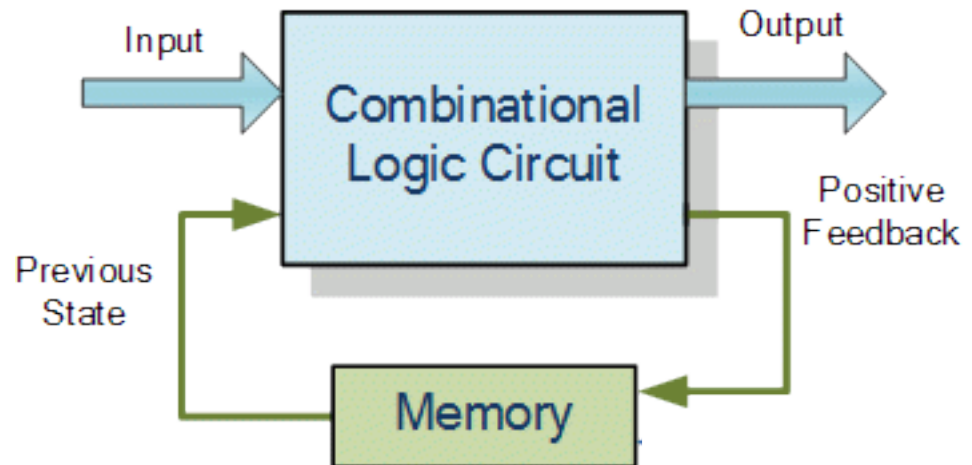 Input
Output
Combinational
Logic Circuit
Positive
Feedback
Previous
State
Memory